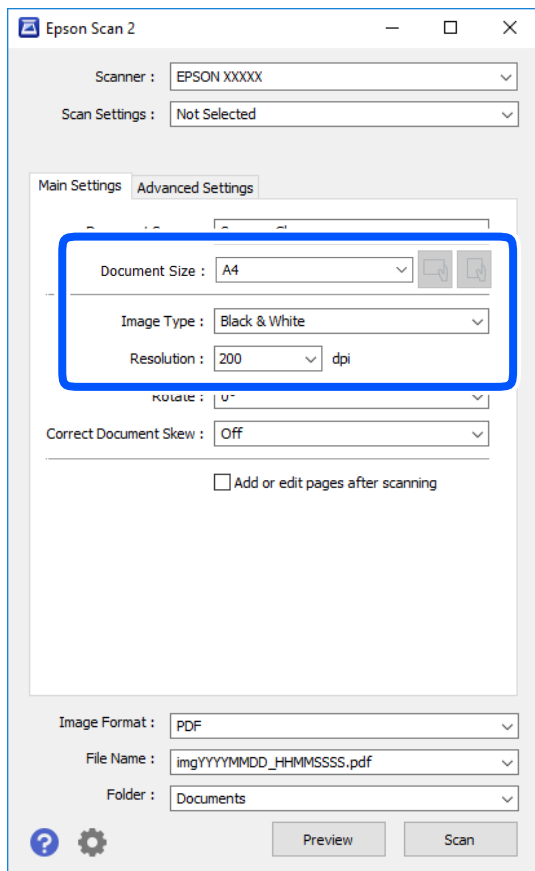 Epson Scan 2
Scanner : EPSON XXXXX
Scan Settings : Not Selected
Main Settings Advanced Settings
Document Size : A4
Image Type : Black & White
Resolution : 200 dpi
Rotate : 0°
Correct Document Skew : Off
Add or edit pages after scanning
Image Format : PDF
File Name : imgYYYYMMDD_HHMMSSSS.pdf
Folder : Documents
? Preview Scan